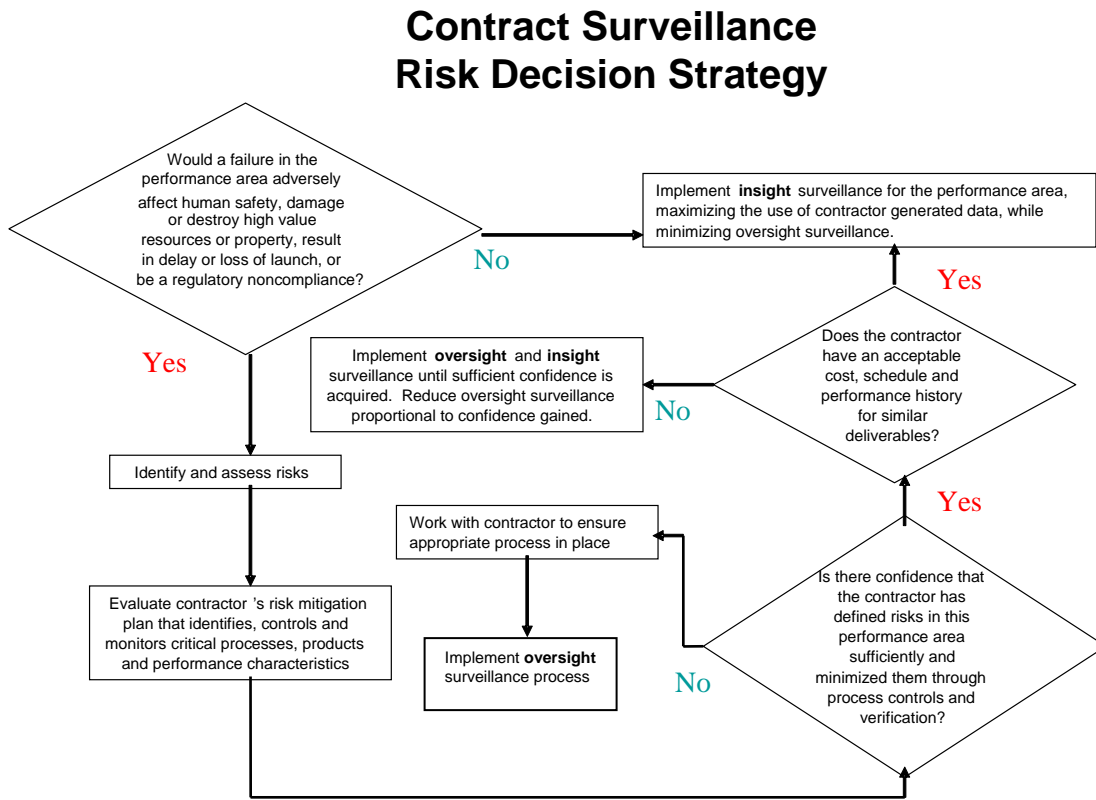 Contract Surveillance
Risk Decision Strategy
Would a failure in the
performance area adversely
affect human safety, damage
or destroy high value
resources or property, result
in delay or loss of launch, or
be a regulatory noncompliance?
No
Implement insight surveillance for the performance area,
maximizing the use of contractor generated data, while
minimizing oversight surveillance.
Yes
Yes
Implement oversight and insight
surveillance until sufficient confidence is
acquired. Reduce oversight surveillance
proportional to confidence gained.
No
Does the contractor
have an acceptable
cost, schedule and
performance history
for similar
deliverables?
Identify and assess risks
Yes
Work with contractor to ensure
appropriate process in place
Evaluate contractor 's risk mitigation
plan that identifies, controls and
monitors critical processes, products
and performance characteristics
Implement oversight
surveillance process
No
Is there confidence that
the contractor has
defined risks in this
performance area
sufficiently and
minimized them through
process controls and
verification?